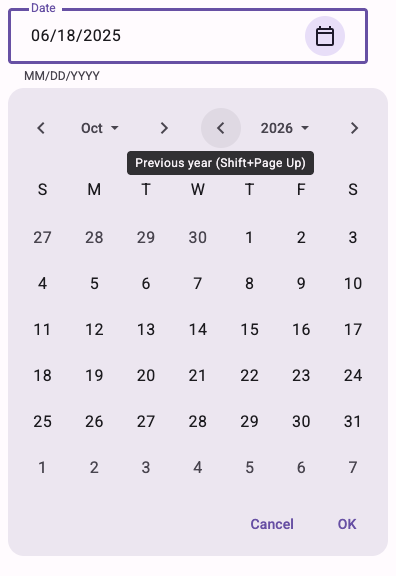 Date
06/18/2025
MM/DD/YYYY
Oct 2026
Previous year (Shift+Page Up)
S M T W T F S
27 28 29 30 1 2 3
4 5 6 7 8 9 10
11 12 13 14 15 16 17
18 19 20 21 22 23 24
25 26 27 28 29 30 31
1 2 3 4 5 6 7
Cancel OK